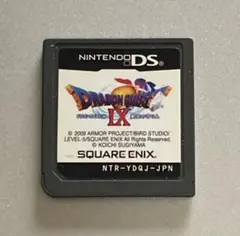 NINTENDO DS
DRAGON QUEST
IX
© 2009 ARMOR PROJECT/BIRD STUDIO/
LEVEL-5/SQUARE ENIX All Rights Reserved.
© KOICHI SUGIYAMA
SQUARE ENIX
NTR-YDQJ-JPN